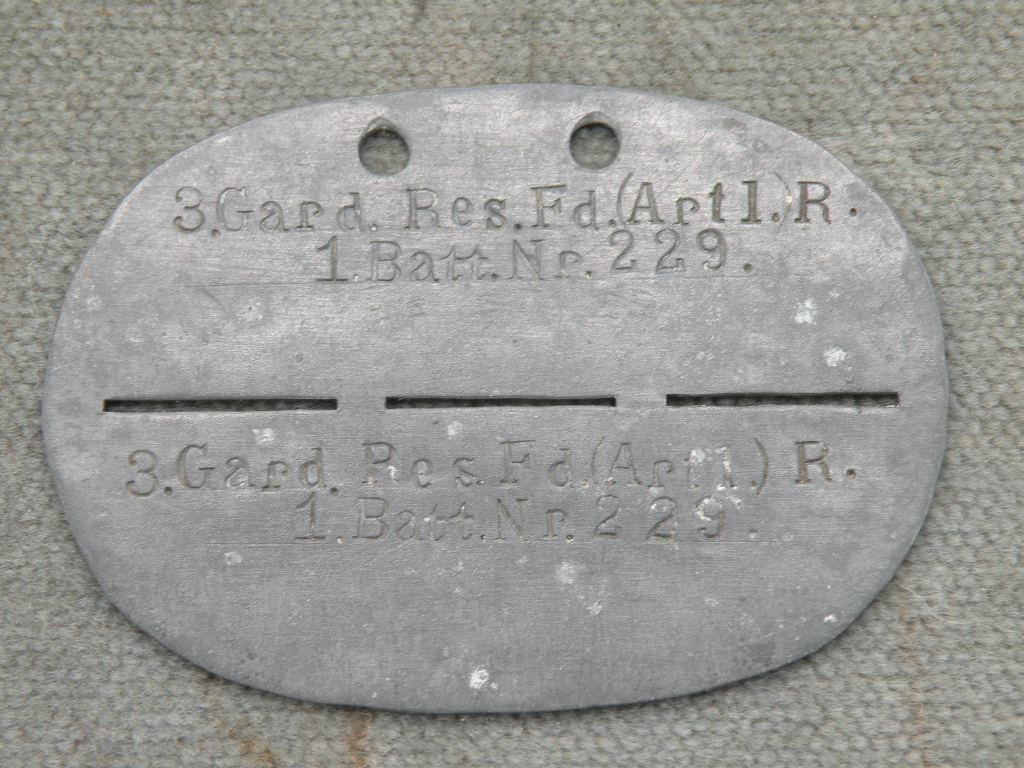 3. Gard. Res. Fd. (Artl.) R.
1. Batt. Nr. 229.
3. Gard. Res. Fd. (Artl.) R.
1. Batt. Nr. 229.